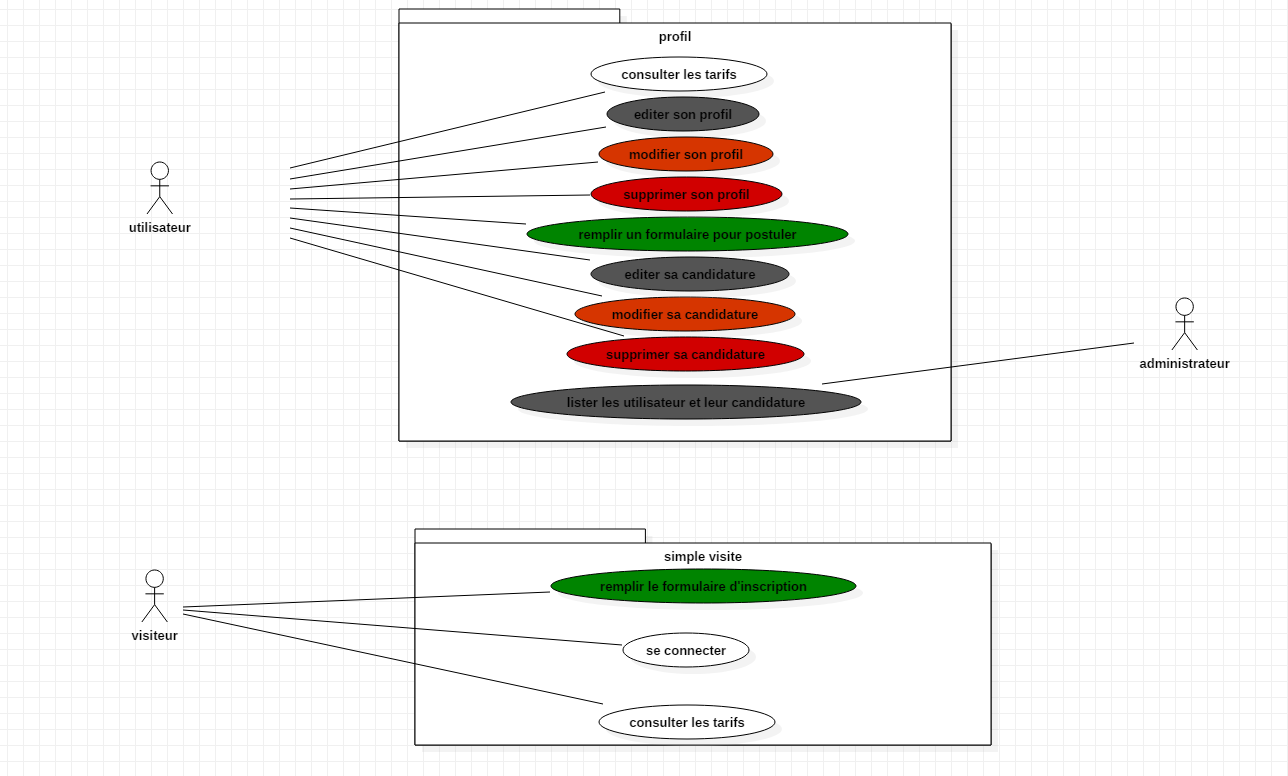 profil
consulter les tarifs
editer son profil
modifier son profil
supprimer son profil
utilisateur
remplir un formulaire pour postuler
editer sa candidature
modifier sa candidature
supprimer sa candidature
administrateur
lister les utilisateur et leur candidature
simple visite
remplir le formulaire d'inscription
visiteur
se connecter
consulter les tarifs